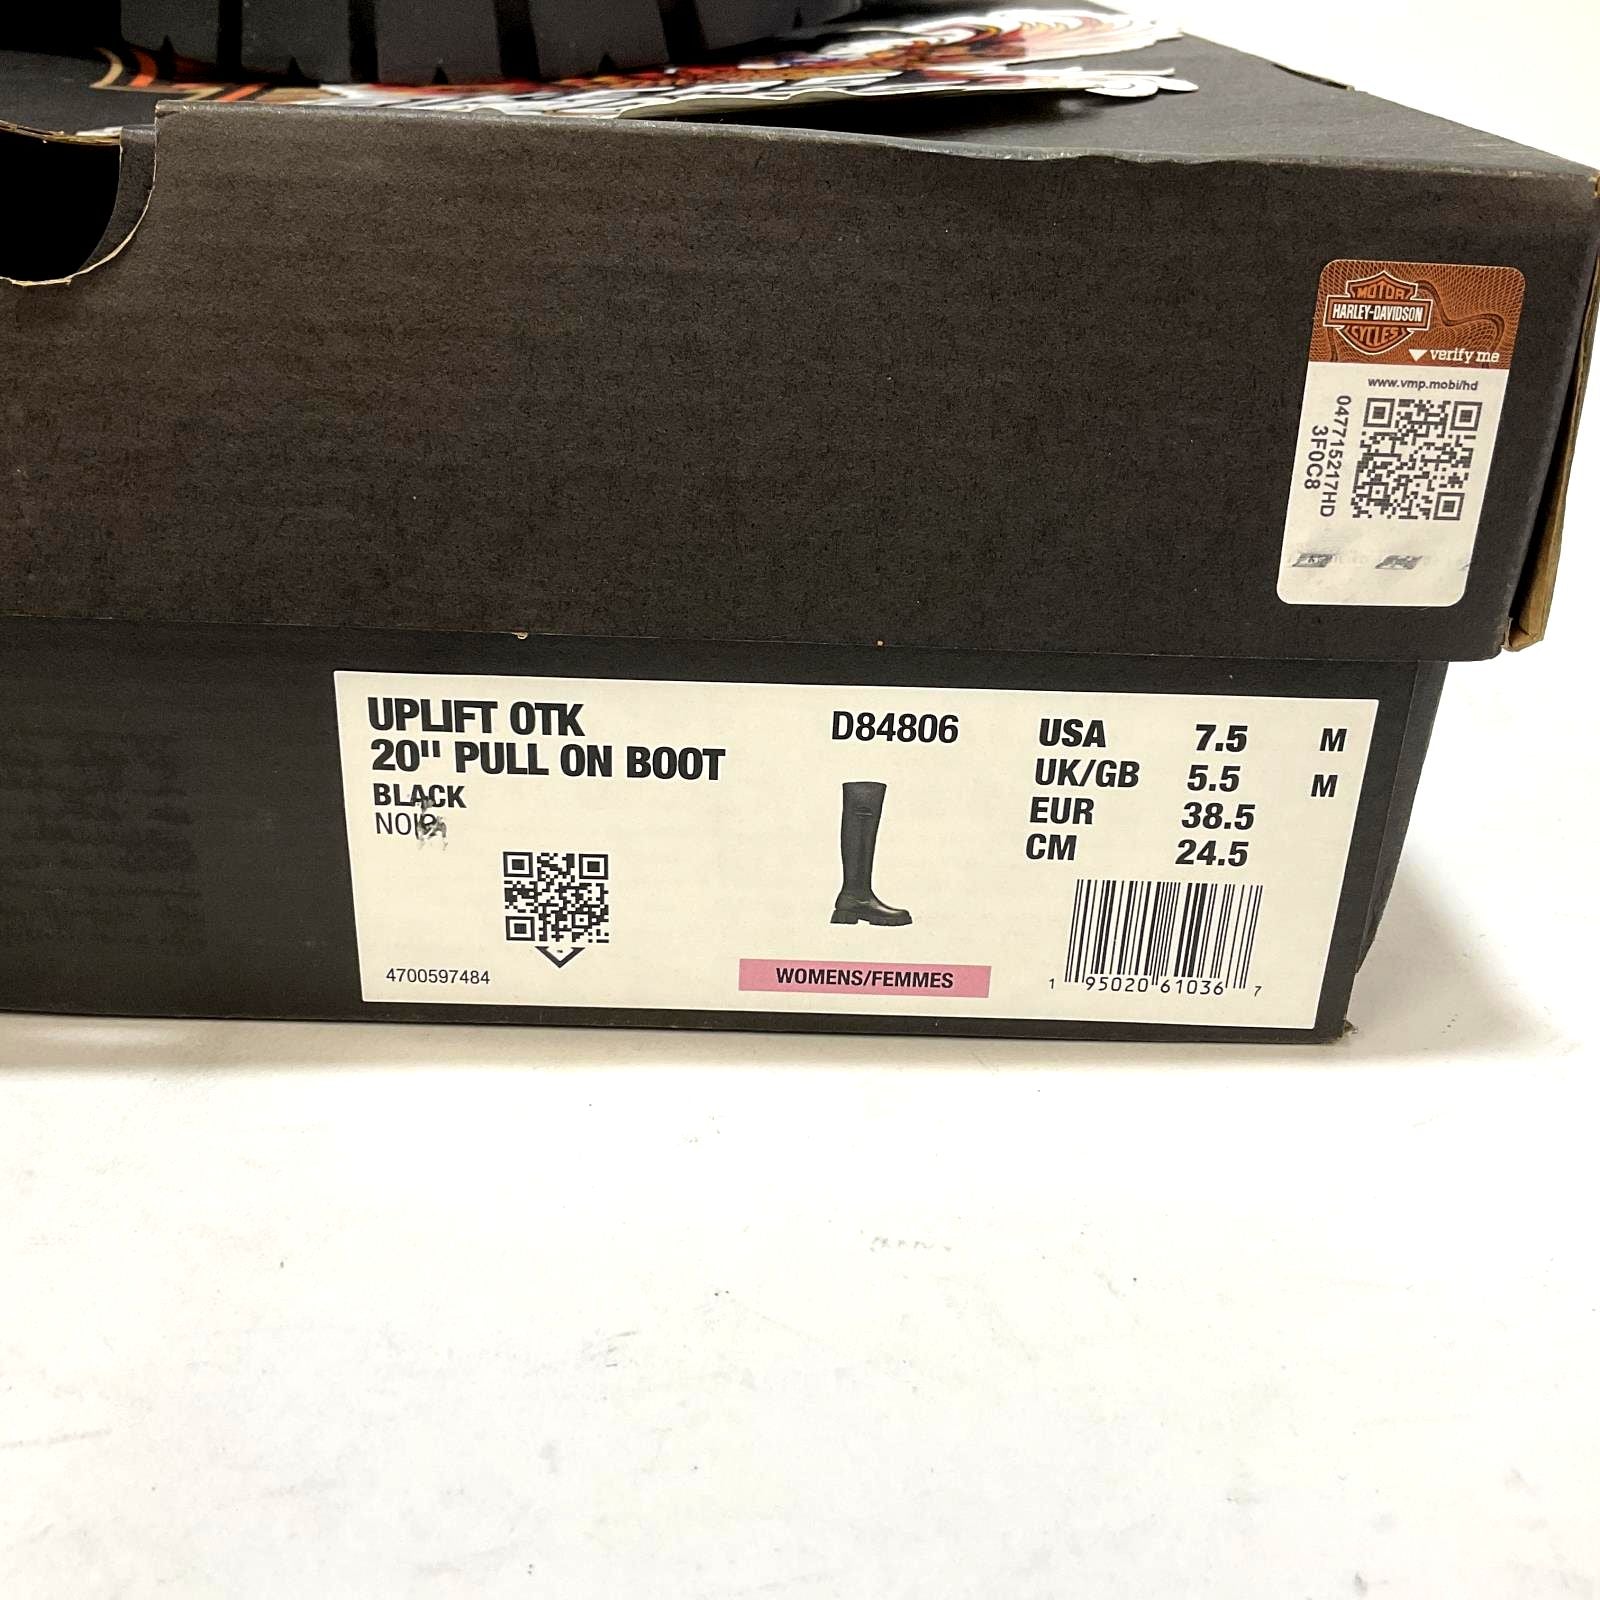 MOTOR
HARLEY-DAVIDSON
CYCLES
verify me
www.vmp.mobi/hd
047715217HD
3F0C8
UPLIFT OTK
20" PULL ON BOOT
BLACK
NOIR
4700597484
D84806
WOMENS/FEMMES
USA 7.5 M
UK/GB 5.5 M
EUR 38.5
CM 24.5
1 95020 61036 7